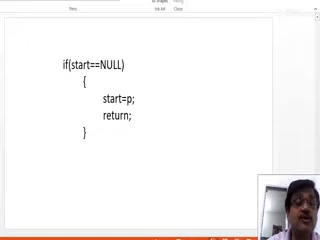 if(start==NULL)
{
start=p;
return;
}